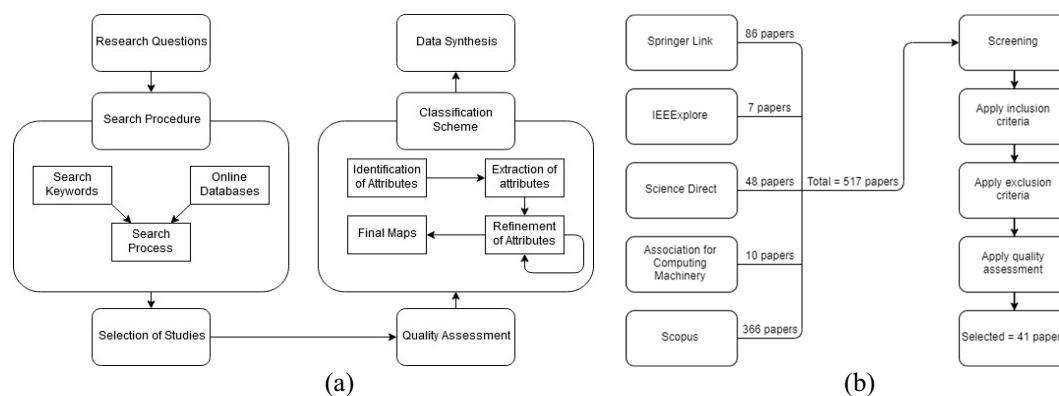 Research Questions
Search Procedure
Search
Keywords
Online
Databases
Search
Process
Selection of Studies
Data Synthesis
Classification
Scheme
Identification
of Attributes
Extraction of
attributes
Final Maps
Refinement
of Attributes
Quality Assessment
(a)
Springer Link
86 papers
IEEExplore
7 papers
Science Direct
48 papers
Association for
Computing
Machinery
10 papers
Scopus
366 papers
Total = 517 papers
Screening
Apply inclusion
criteria
Apply exclusion
criteria
Apply quality
assessment
Selected = 41 paper
(b)